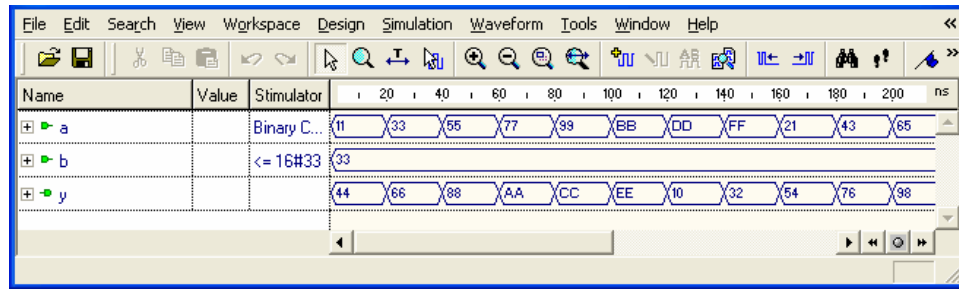 File Edit Search View Workspace Design Simulation Waveform Tools Window Help
Name Value Stimulator 20 40 60 80 100 120 140 160 180 200 ns
a Binary C... 11 33 55 77 99 BB DD FF 21 43 65
b <= 16#33 33
y 44 66 88 AA CC EE 10 32 54 76 98